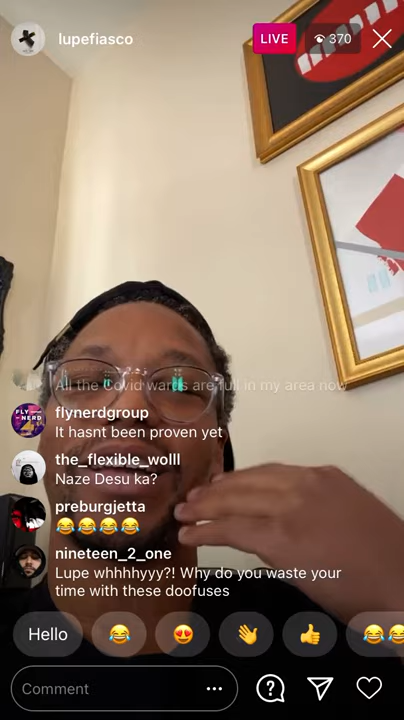 lupefiasco
LIVE
370
All the Covid wards are full in my area now
flynerdgroup
It hasnt been proven yet
the_flexible_wolll
Naze Desu ka?
preburgjetta
😂😂😂😂
nineteen_2_one
Lupe whhhhyyy?! Why do you waste your
time with these doofuses
Hello
Comment
FLY
NERD